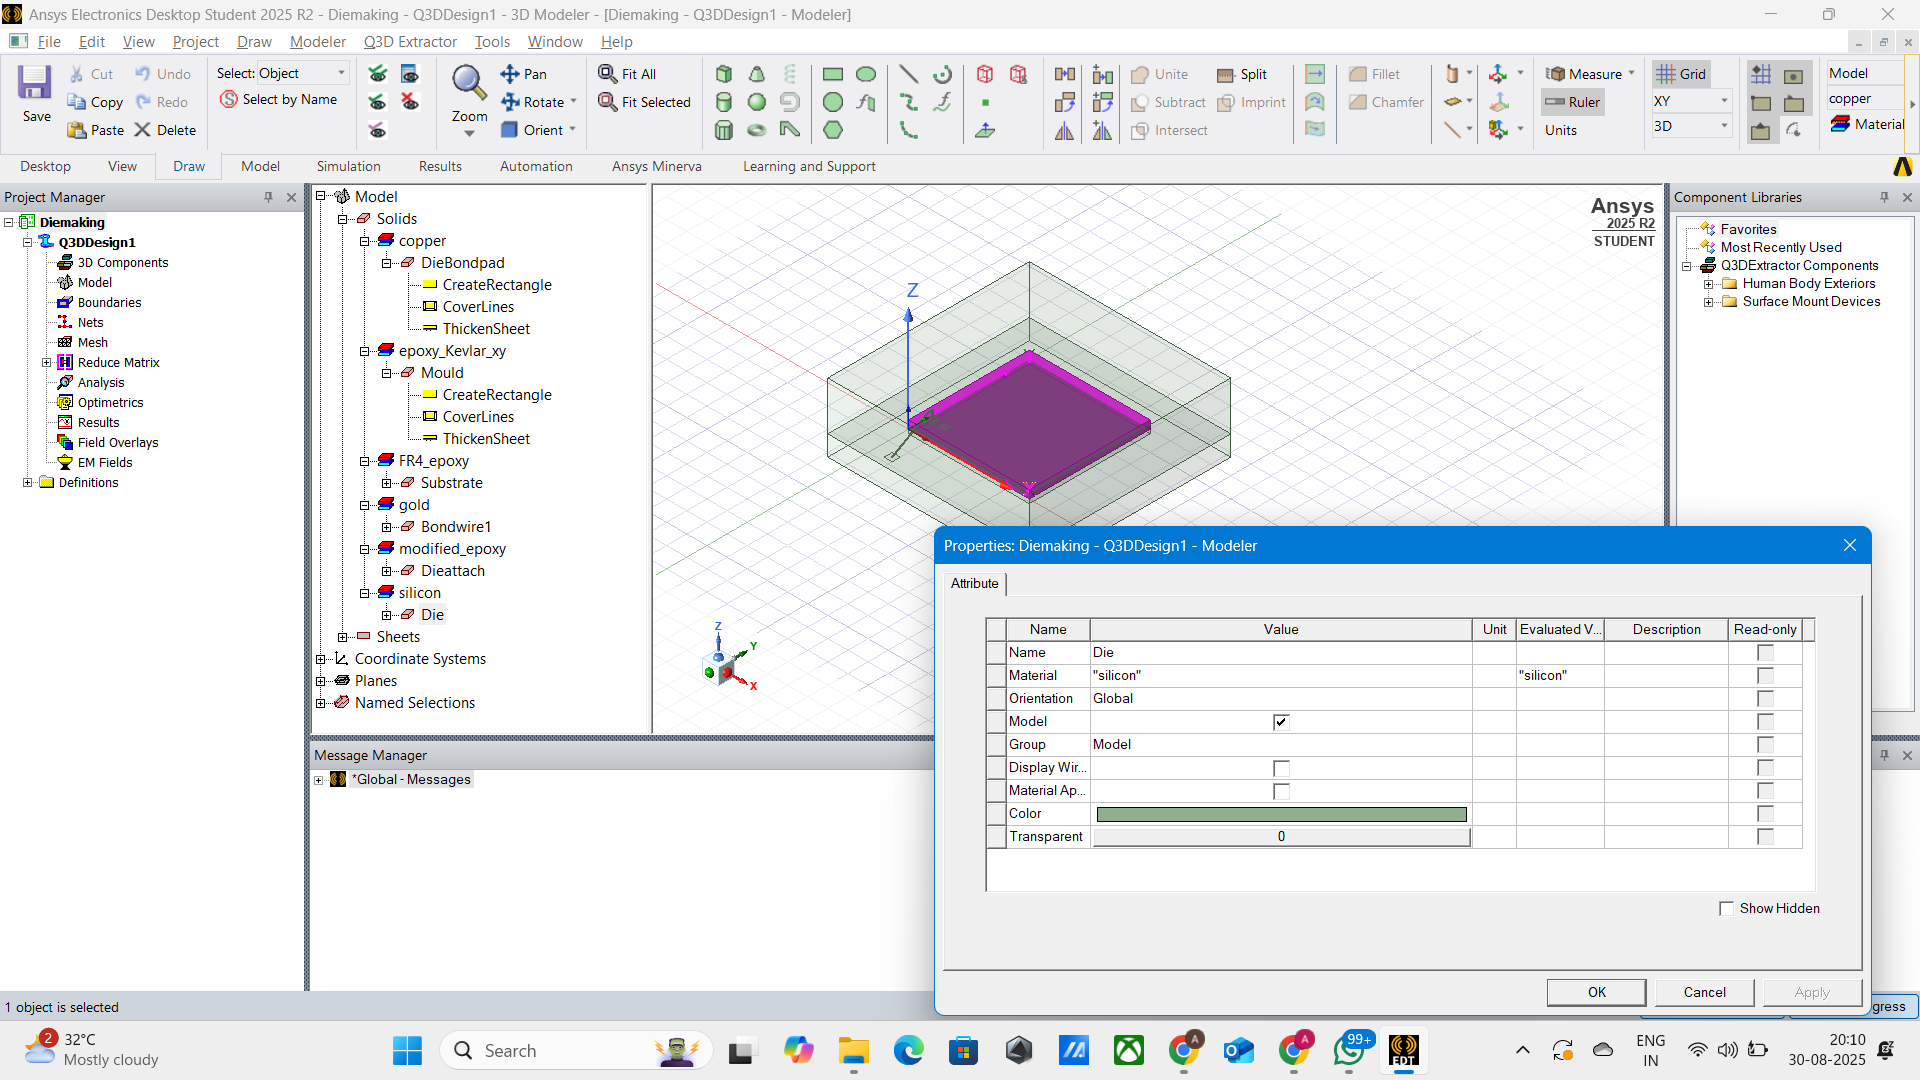 Ansys Electronics Desktop Student 2025 R2 - Diemaking - Q3DDesign1 - 3D Modeler - [Diemaking - Q3DDesign1 - Modeler]
File Edit View Project Draw Modeler Q3D Extractor Tools Window Help
Save
Cut
Copy
Paste
Undo
Redo
Delete
Select: Object
Select by Name
Zoom
Pan
Rotate
Orient
Fit All
Fit Selected
Unite
Subtract
Intersect
Split
Imprint
Fillet
Chamfer
Measure
Ruler
Units
Grid
XY
3D
Model
copper
Material
Desktop View Draw Model Simulation Results Automation Ansys Minerva Learning and Support
Project Manager
Diemaking
Q3DDesign1
3D Components
Model
Boundaries
Nets
Mesh
Reduce Matrix
Analysis
Optimetrics
Results
Field Overlays
EM Fields
Definitions
Model
Solids
copper
DieBondpad
CreateRectangle
CoverLines
ThickenSheet
epoxy_Kevlar_xy
Mould
CreateRectangle
CoverLines
ThickenSheet
FR4_epoxy
Substrate
gold
Bondwire1
modified_epoxy
Dieattach
silicon
Die
Sheets
Coordinate Systems
Planes
Named Selections
Z
Ansys
2025 R2
STUDENT
Z
Y
X
Component Libraries
Favorites
Most Recently Used
Q3DExtractor Components
Human Body Exteriors
Surface Mount Devices
Message Manager
*Global - Messages
Properties: Diemaking - Q3DDesign1 - Modeler
Attribute
Name Value Unit Evaluated V... Description Read-only
Name Die
Material "silicon" "silicon"
Orientation Global
Model
Group Model
Display Wir...
Material Ap...
Color
Transparent 0
Show Hidden
OK Cancel Apply
1 object is selected
gress
2
32°C
Mostly cloudy
Search
A
A
99+
EDT
ENG
IN
20:10
30-08-2025